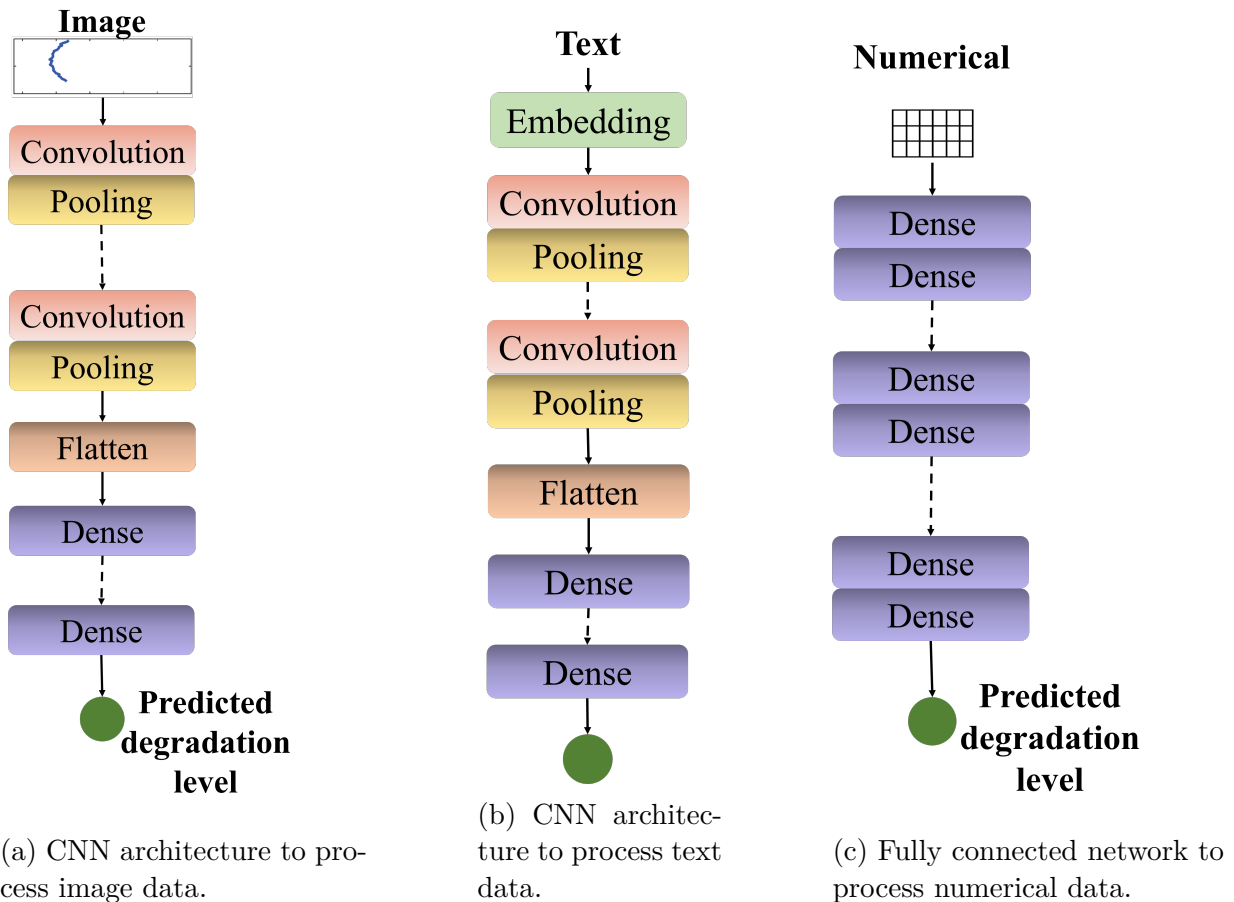 Image
Convolution
Pooling
Convolution
Pooling
Flatten
Dense
Dense
Predicted
degradation
level
(a) CNN architecture to pro-
cess image data.
Text
Embedding
Convolution
Pooling
Convolution
Pooling
Flatten
Dense
Dense
(b) CNN architec-
ture to process text
data.
Numerical
Dense
Dense
Dense
Dense
Dense
Dense
Predicted
degradation
level
(c) Fully connected network to
process numerical data.